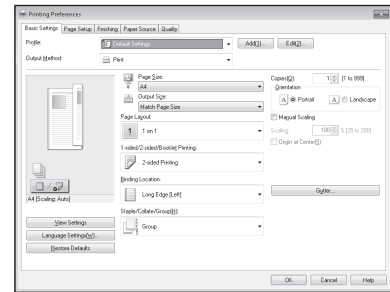 Printing Preferences
Basic Settings Page Setup Finishing Paper Source Quality
Profile: Default Settings Add(1)... Edit(2)...
Output Method: Print
Page Size:
A4
Output Size:
Match Page Size
Copies(Q): 1 [1 to 999]
Orientation
A Portrait A Landscape
Page Layout
1 1 on 1
Manual Scaling
Scaling: 100 % [25 to 200]
Origin at Center(5)
1-sided/2-sided/Booklet Printing:
2-sided Printing
Binding Location:
Long Edge [Left]
Gutter...
A4 [Scaling: Auto]
Staple/Collate/Group(H)
Group
View Settings
Language Settings(W)...
Restore Defaults
OK Cancel Help